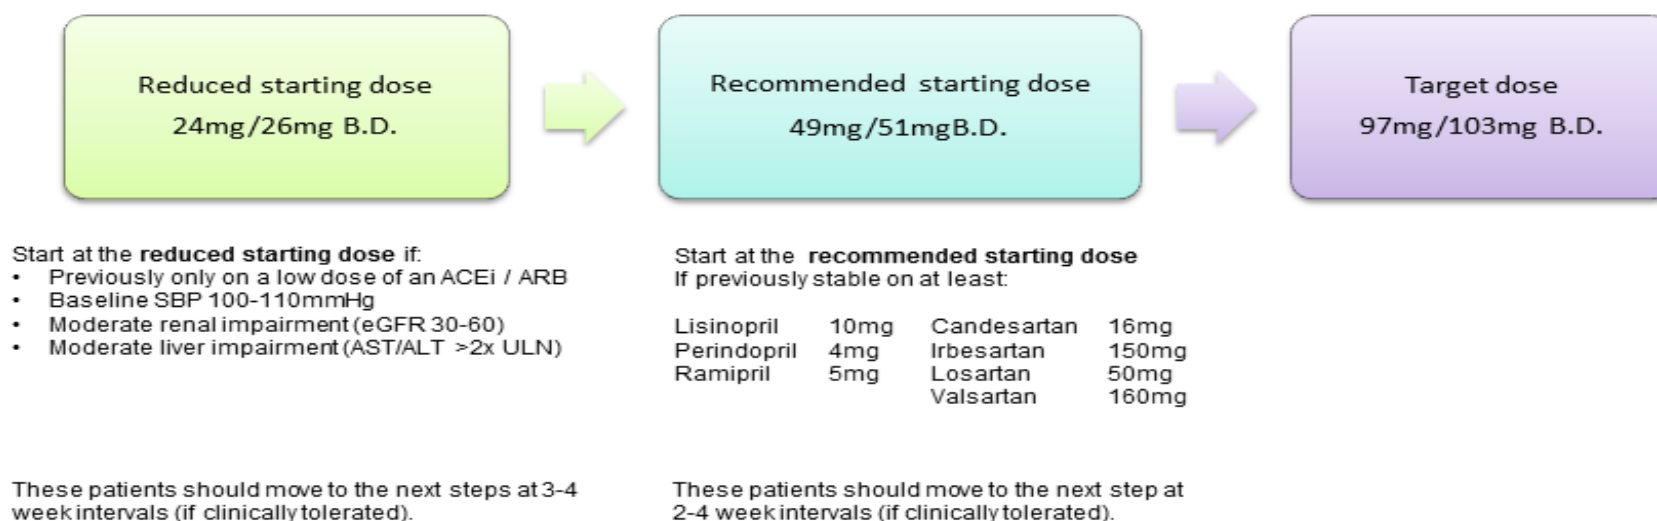 Reduced starting dose
24mg/26mg B.D.
Recommended starting dose
49mg/51mgB.D.
Target dose
97mg/103mg B.D.
Start at the reduced starting dose if:
• Previously only on a low dose of an ACEi / ARB
• Baseline SBP 100-110mmHg
• Moderate renal impairment (eGFR 30-60)
• Moderate liver impairment (AST/ALT >2x ULN)
These patients should move to the next steps at 3-4
week intervals (if clinically tolerated).
Start at the recommended starting dose
If previously stable on at least:
Lisinopril 10mg Candesartan 16mg
Perindopril 4mg Irbesartan 150mg
Ramipril 5mg Losartan 50mg
Valsartan 160mg
These patients should move to the next step at
2-4 week intervals (if clinically tolerated).